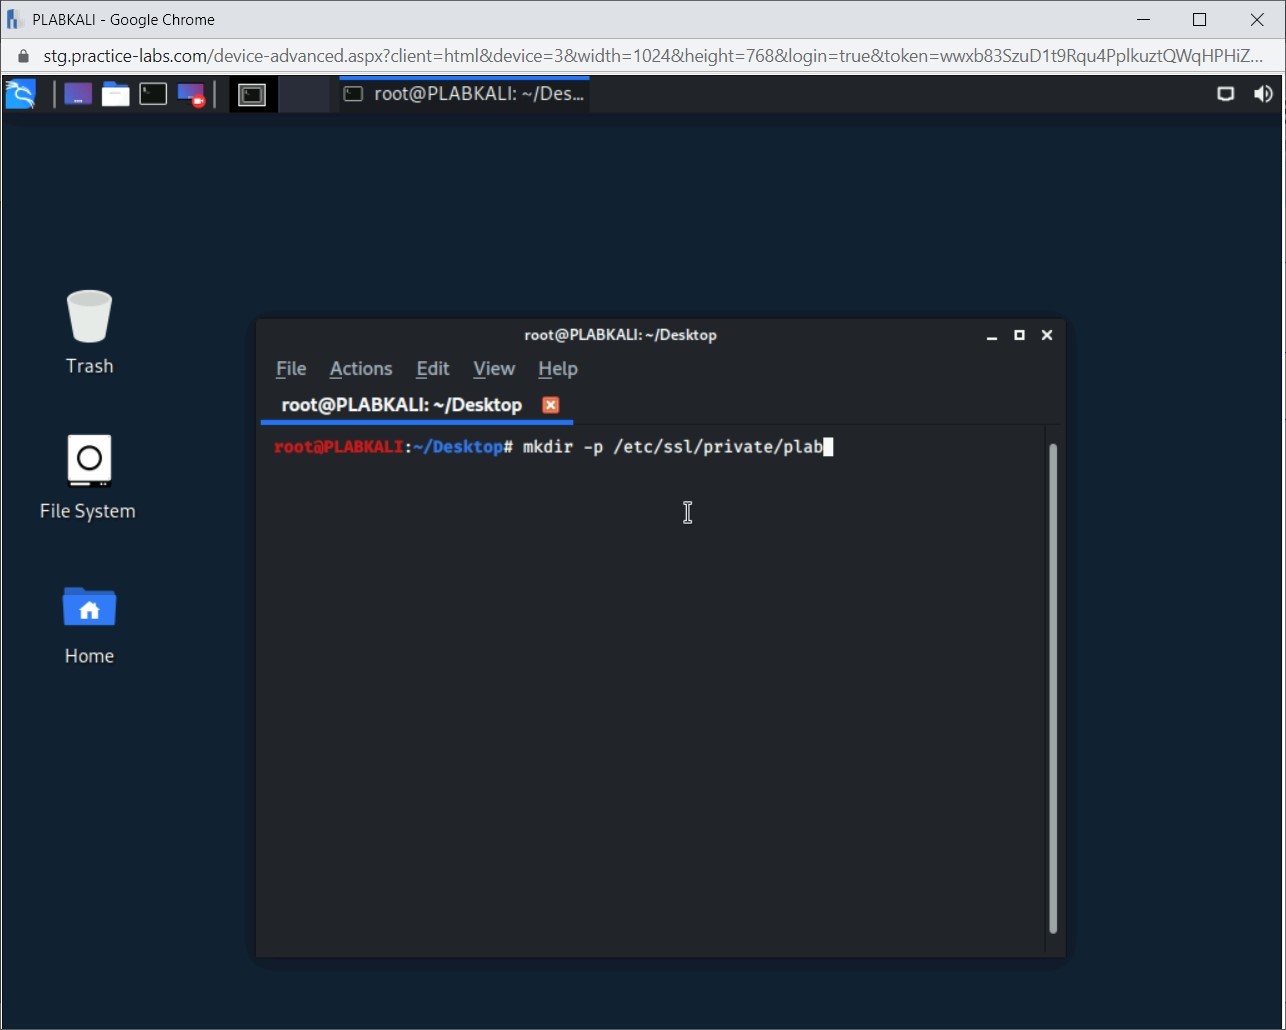 PLABKALI - Google Chrome
stg.practice-labs.com/device-advanced.aspx?client=html&device=3&width=1024&height=768&login=true&token=wwxb83SzuD1t9Rqu4PplkuztQWqHPHiZ...
root@PLABKALI: ~/Des...
Trash
File System
Home
root@PLABKALI: ~/Desktop
File Actions Edit View Help
root@PLABKALI: ~/Desktop
root@PLABKALI:~/Desktop# mkdir -p /etc/ssl/private/plab